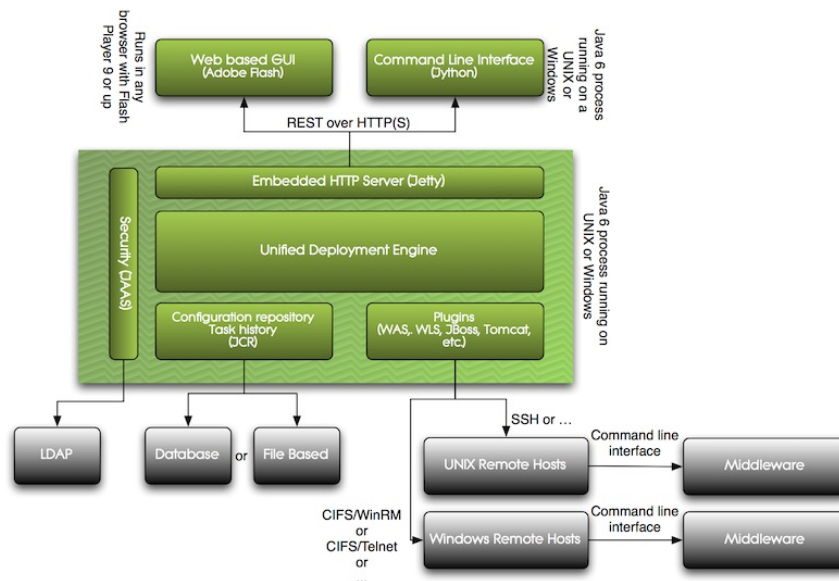 Runs in any
browser with Flash
Player 9 or up
Web based GUI
(Adobe Flash)
Command Line Interface
(Jython)
Java 6 process
running on a
UNIX or
Windows
REST over HTTP(S)
Embedded HTTP Server (Jetty)
Security (JAAS)
Unified Deployment Engine
Java 6 process running on
UNIX or Windows
Configuration repository
Task history
(JCR)
Plugins
(WAS,. WLS, JBoss, Tomcat,
etc.)
LDAP
Database
or
File Based
SSH or ...
UNIX Remote Hosts
Command line
interface
Middleware
CIFS/WinRM
or
CIFS/Telnet
or
...
Windows Remote Hosts
Command line
interface
Middleware